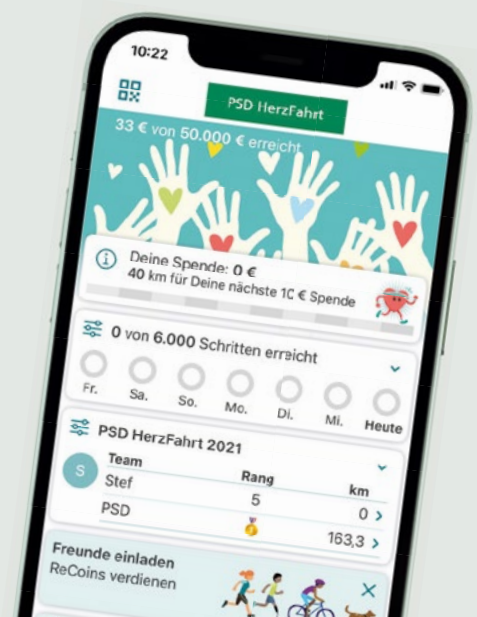 10:22
PSD HerzFahrt
33 € von 50.000 € erreicht
Deine Spende: 0 €
40 km für Deine nächste 10 € Spende
0 von 6.000 Schritten erreicht
Fr. Sa. So. Mo. Di. Mi. Heute
PSD HerzFahrt 2021
Team Rang km
S Stef 5 0
PSD 163,3
Freunde einladen
ReCoins verdienen